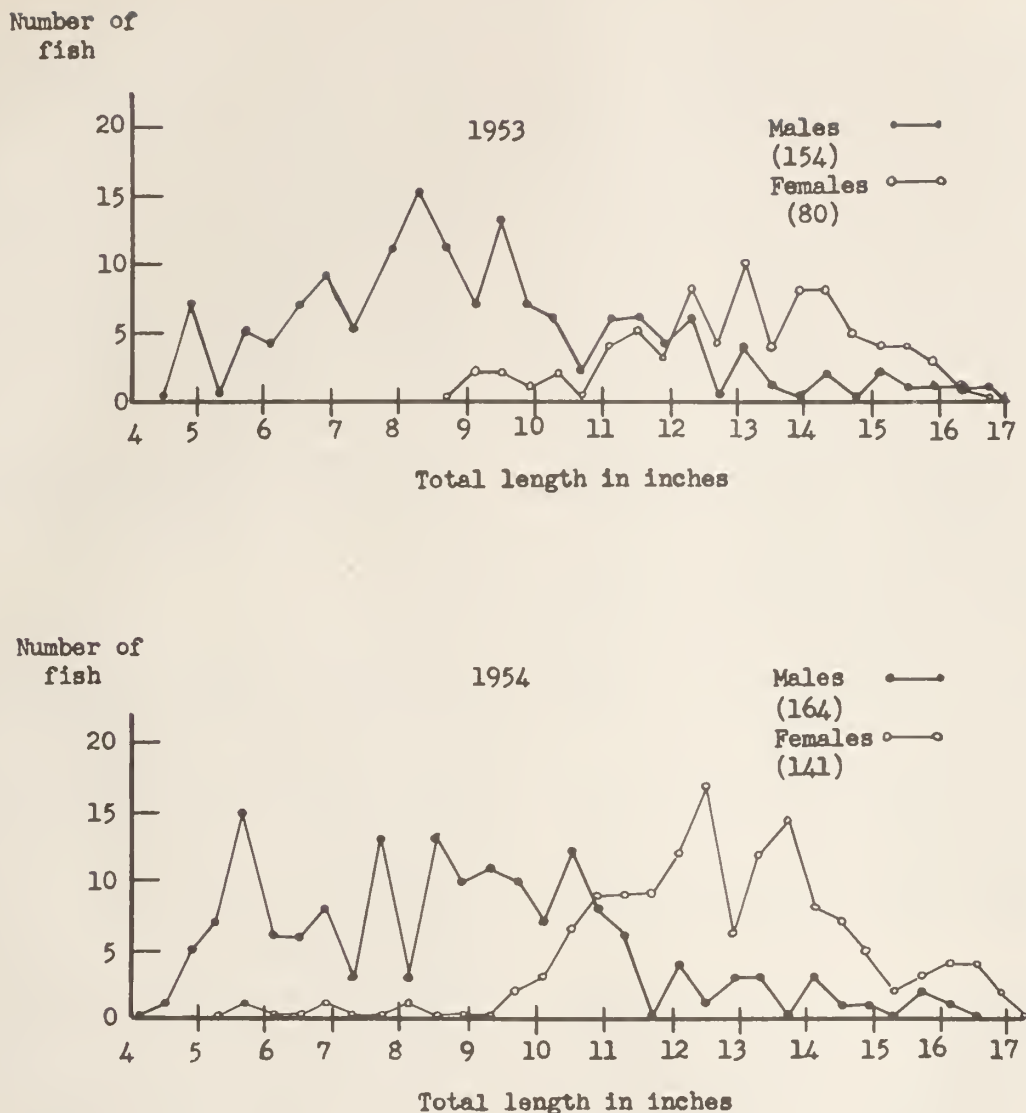 Number of
fish
1953
Males
(154)
Females
(80)
20
15
10
5
0
4 5 6 7 8 9 10 11 12 13 14 15 16 17
Total length in inches
Number of
fish
1954
Males
(164)
Females
(141)
20
15
10
5
0
4 5 6 7 8 9 10 11 12 13 14 15 16 17
Total length in inches